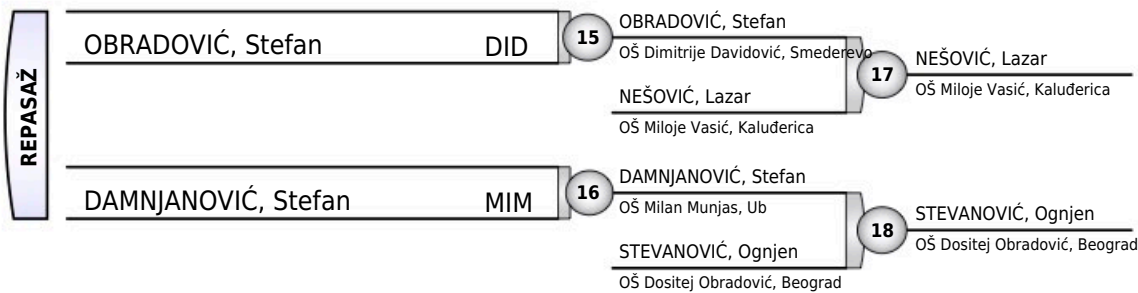 REPASAŽ
OBRADOVIĆ, Stefan DID
15
OBRADOVIĆ, Stefan
OŠ Dimitrije Davidović, Smederevo
NEŠOVIĆ, Lazar
OŠ Miloje Vasić, Kaluđerica
17
NEŠOVIĆ, Lazar
OŠ Miloje Vasić, Kaluđerica
DAMNJANOVIĆ, Stefan MIM
16
DAMNJANOVIĆ, Stefan
OŠ Milan Munjas, Ub
STEVANOVIĆ, Ognjen
OŠ Dositej Obradović, Beograd
18
STEVANOVIĆ, Ognjen
OŠ Dositej Obradović, Beograd